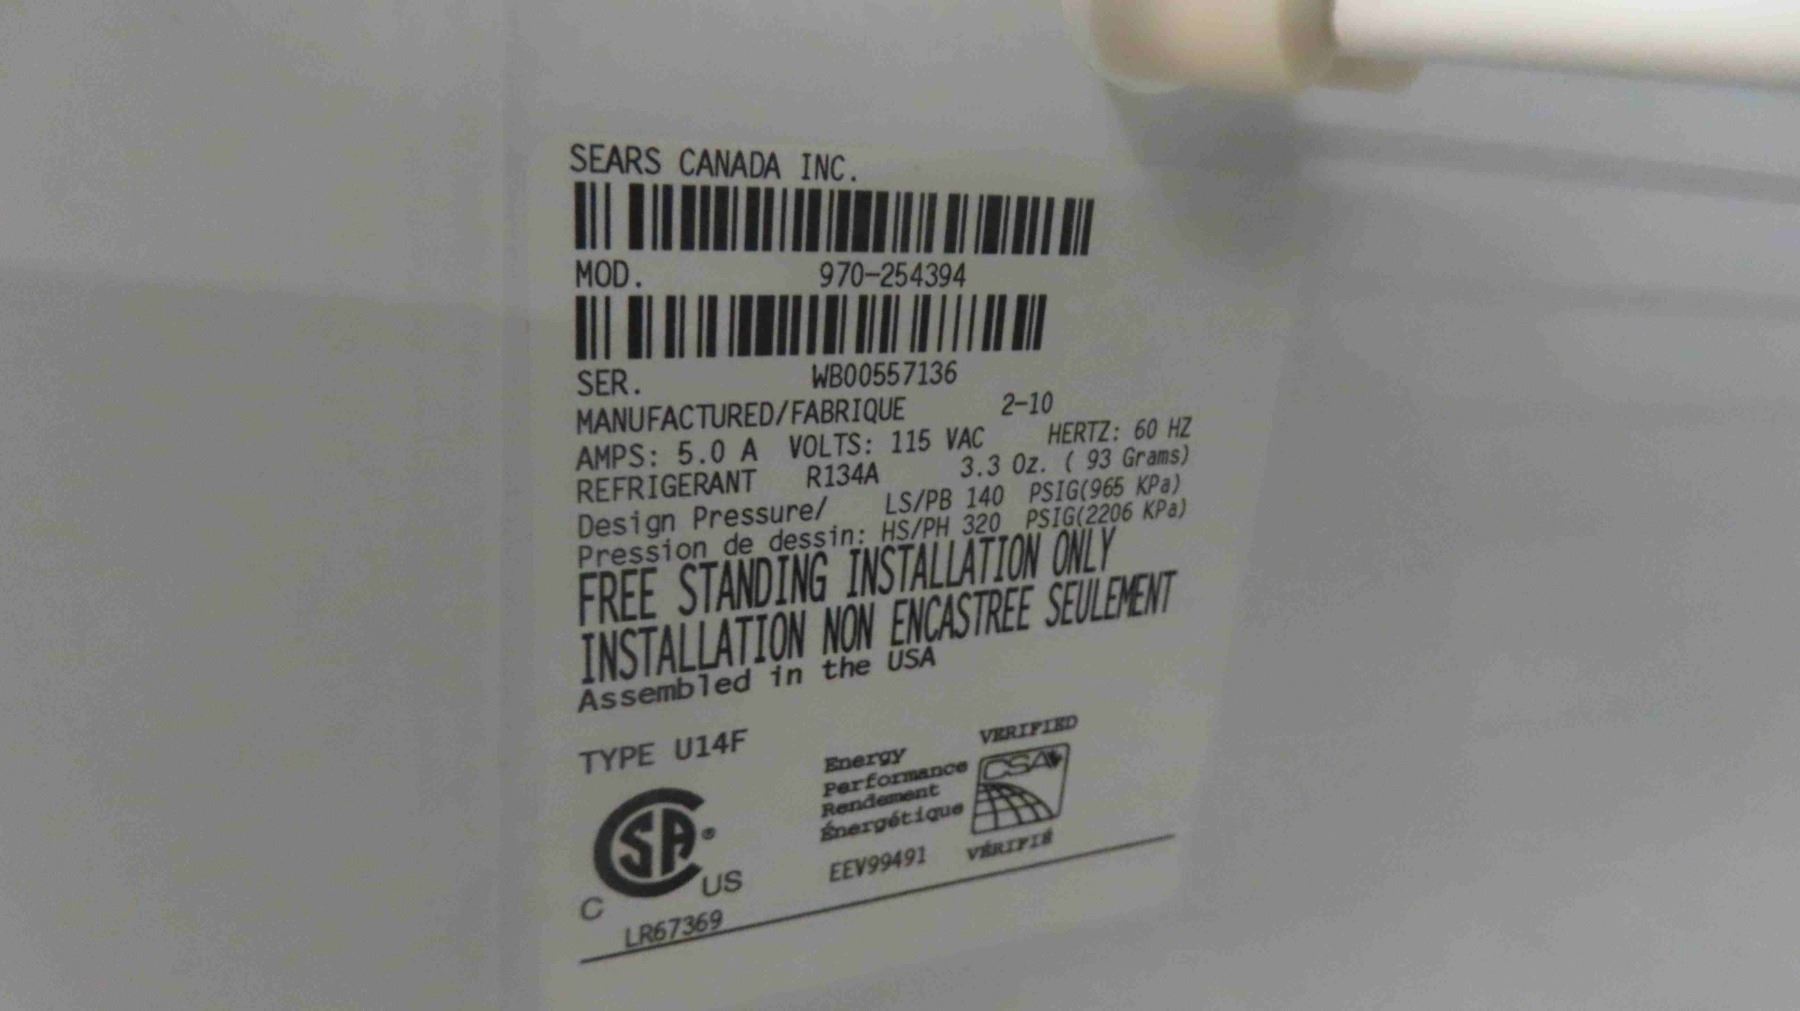 SEARS CANADA INC.
MOD. 970-254394
SER. WB00557136
MANUFACTURED/FABRIQUE 2-10
AMPS: 5.0 A VOLTS: 115 VAC HERTZ: 60 HZ
REFRIGERANT R134A 3.3 Oz. ( 93 Grams)
Design Pressure/ LS/PB 140 PSIG(965 KPa)
Pression de dessin: HS/PH 320 PSIG(2206 KPa)
FREE STANDING INSTALLATION ONLY
INSTALLATION NON ENCASTREE SEULEMENT
Assembled in the USA
TYPE U14F
CSA®
C US
LR67369
Energy
Performance
Rendement
Énergétique
EEV99491
VERIFIED
CSA
VÉRIFIÉ